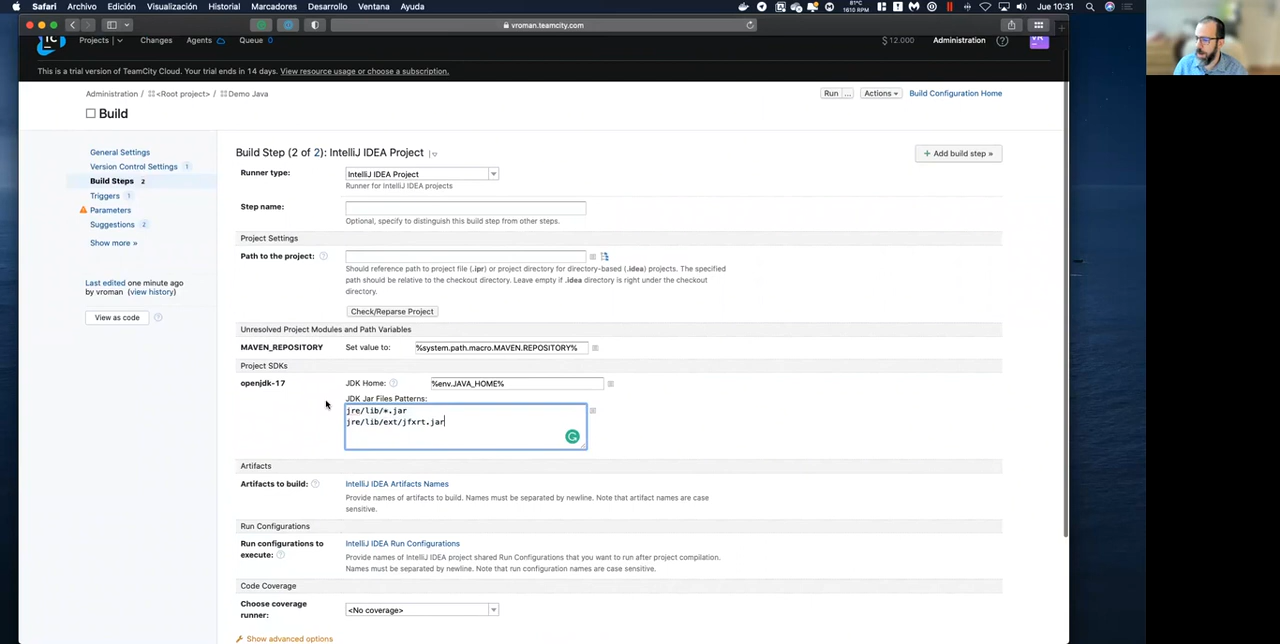 Safari Archivo Edición Visualización Historial Marcadores Desarrollo Ventana Ayuda
81°C
1610 RPM
Jue 10:31
vroman.teamcity.com
TC
Projects Changes Agents Queue 0
$ 12.000 Administration ? VR
This is a trial version of TeamCity Cloud. Your trial ends in 14 days. View resource usage or choose a subscription.
Administration / <Root project> / Demo Java
Run ... Actions Build Configuration Home
Build
General Settings
Version Control Settings 1
Build Steps 2
Triggers 1
Parameters
Suggestions 2
Show more »
Last edited one minute ago
by vroman (view history)
View as code ?
Build Step (2 of 2): IntelliJ IDEA Project
+ Add build step »
Runner type: IntelliJ IDEA Project
Runner for IntelliJ IDEA projects
Step name:
Optional, specify to distinguish this build step from other steps.
Project Settings
Path to the project: ?
Should reference path to project file (.ipr) or project directory for directory-based (.idea) projects. The specified
path should be relative to the checkout directory. Leave empty if .idea directory is right under the checkout
directory.
Check/Reparse Project
Unresolved Project Modules and Path Variables
MAVEN_REPOSITORY Set value to: %system.path.macro.MAVEN.REPOSITORY%
Project SDKs
openjdk-17 JDK Home: ? %env.JAVA_HOME%
JDK Jar Files Patterns:
jre/lib/*.jar
jre/lib/ext/jfxrt.jar
Artifacts
Artifacts to build: ? IntelliJ IDEA Artifacts Names
Provide names of artifacts to build. Names must be separated by newline. Note that artifact names are case
sensitive.
Run Configurations
Run configurations to
execute: ?
IntelliJ IDEA Run Configurations
Provide names of IntelliJ IDEA project shared Run Configurations that you want to run after project compilation.
Names must be separated by newline. Note that run configuration names are case sensitive.
Code Coverage
Choose coverage
runner:
<No coverage>
Show advanced options